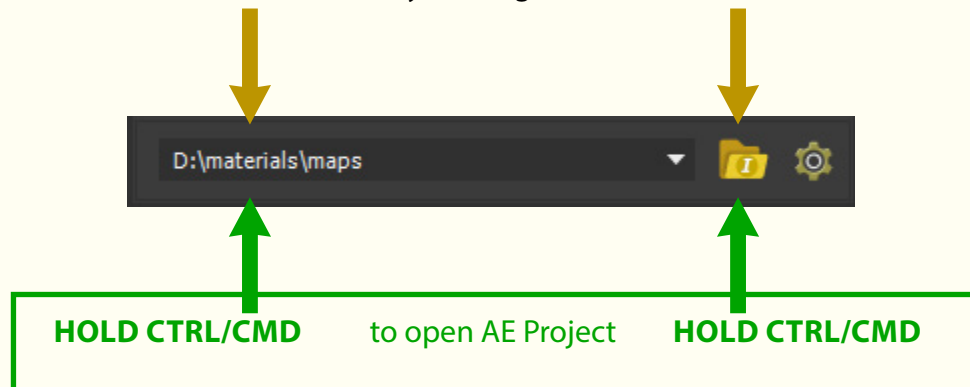 D:\materials\maps
I
HOLD CTRL/CMD to open AE Project HOLD CTRL/CMD